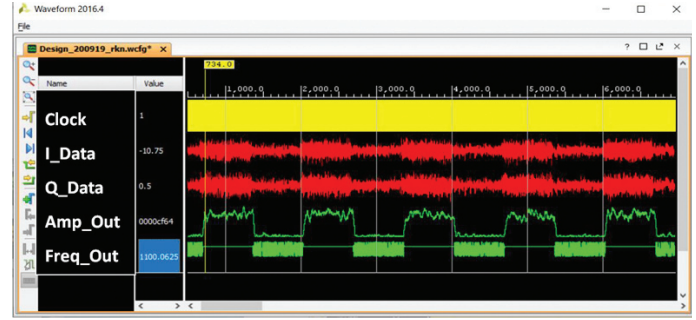 Waveform 2016.4
File
Design_200919_rkn.wcfg* ×
Name Value
734.0
1,000.0 2,000.0 3,000.0 4,000.0 5,000.0 6,000.0
Clock 1
I_Data -10.75
Q_Data 0.5
Amp_Out 0000cf64
Freq_Out 1100.0625